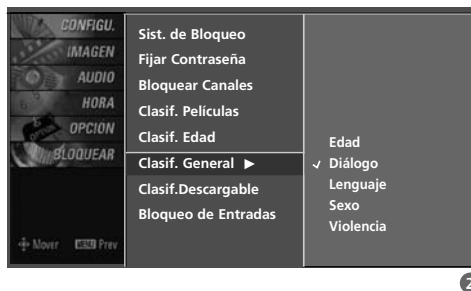 CONFIGU.
IMAGEN
AUDIO
HORA
OPCIÓN
BLOQUEAR
Mover MENU Prev
Sist. de Bloqueo
Fijar Contraseña
Bloquear Canales
Clasif. Películas
Clasif. Edad
Clasif. General ▶
Clasif.Descargable
Bloqueo de Entradas
Edad
✓ Diálogo
Lenguaje
Sexo
Violencia
2